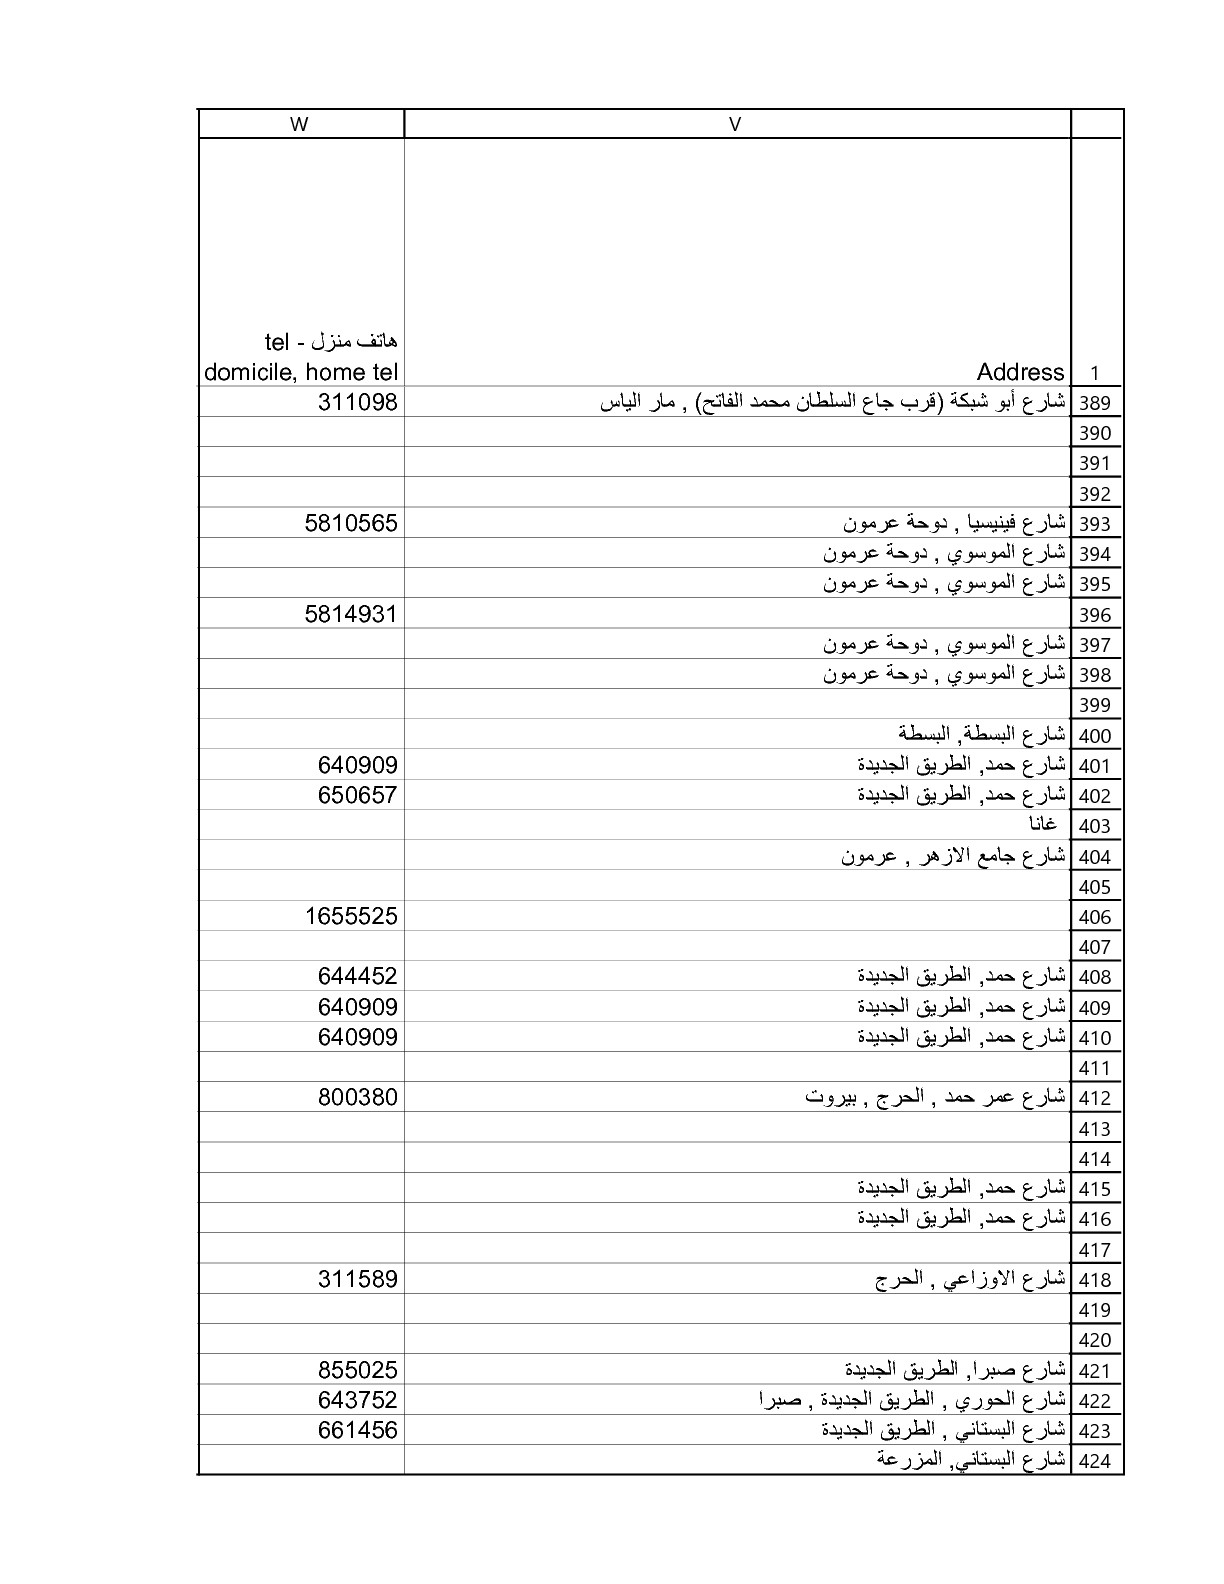 V W
هاتف منزل - tel
1 Address domicile, home tel
389 شارع أبو شبكة (قرب جاع السلطان محمد الفاتح) , مار الياس 311098
390
391
392
393 شارع فينيسيا , دوحة عرمون 5810565
394 شارع الموسوي , دوحة عرمون
395 شارع الموسوي , دوحة عرمون
396 5814931
397 شارع الموسوي , دوحة عرمون
398 شارع الموسوي , دوحة عرمون
399
400 شارع البسطة, البسطة
401 شارع حمد, الطريق الجديدة 640909
402 شارع حمد, الطريق الجديدة 650657
403 غانا
404 شارع جامع الازهر , عرمون
405
406 1655525
407
408 شارع حمد, الطريق الجديدة 644452
409 شارع حمد, الطريق الجديدة 640909
410 شارع حمد, الطريق الجديدة 640909
411
412 شارع عمر حمد , الحرج , بيروت 800380
413
414
415 شارع حمد, الطريق الجديدة
416 شارع حمد, الطريق الجديدة
417
418 شارع الاوزاعي , الحرج 311589
419
420
421 شارع صبرا, الطريق الجديدة 855025
422 شارع الحوري , الطريق الجديدة , صبرا 643752
423 شارع البستاني , الطريق الجديدة 661456
424 شارع البستاني, المزرعة